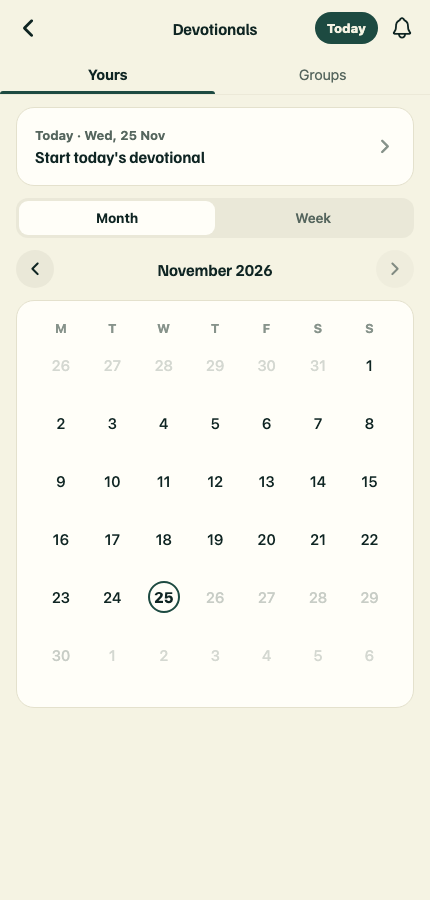 Devotionals
Today
Yours
Groups
Today · Wed, 25 Nov
Start today's devotional
Month
Week
November 2026
M T W T F S S
26 27 28 29 30 31 1
2 3 4 5 6 7 8
9 10 11 12 13 14 15
16 17 18 19 20 21 22
23 24 25 26 27 28 29
30 1 2 3 4 5 6